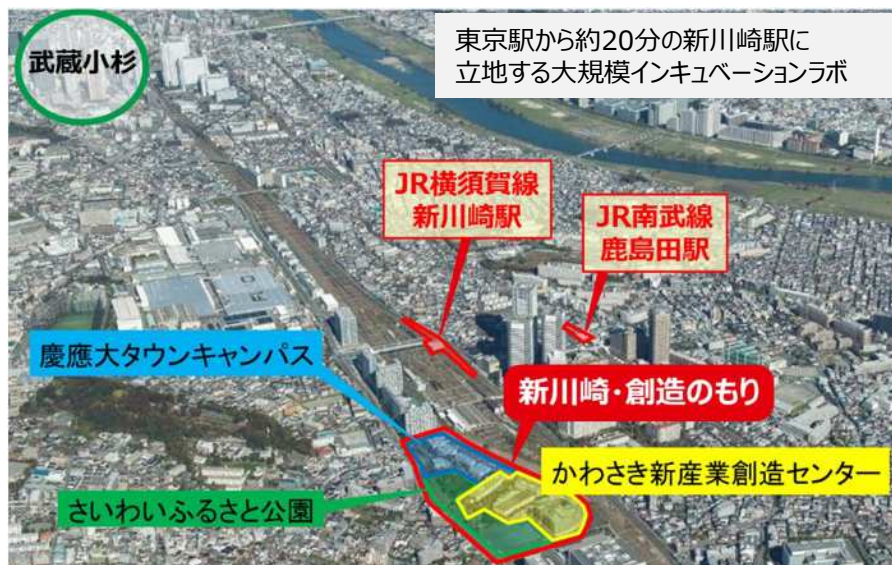 武蔵小杉
東京駅から約20分の新川崎駅に
立地する大規模インキュベーションラボ
JR横須賀線
新川崎駅
JR南武線
鹿島田駅
慶應大タウンキャンパス
新川崎・創造のもり
かわさき新産業創造センター
さいわいふるさと公園